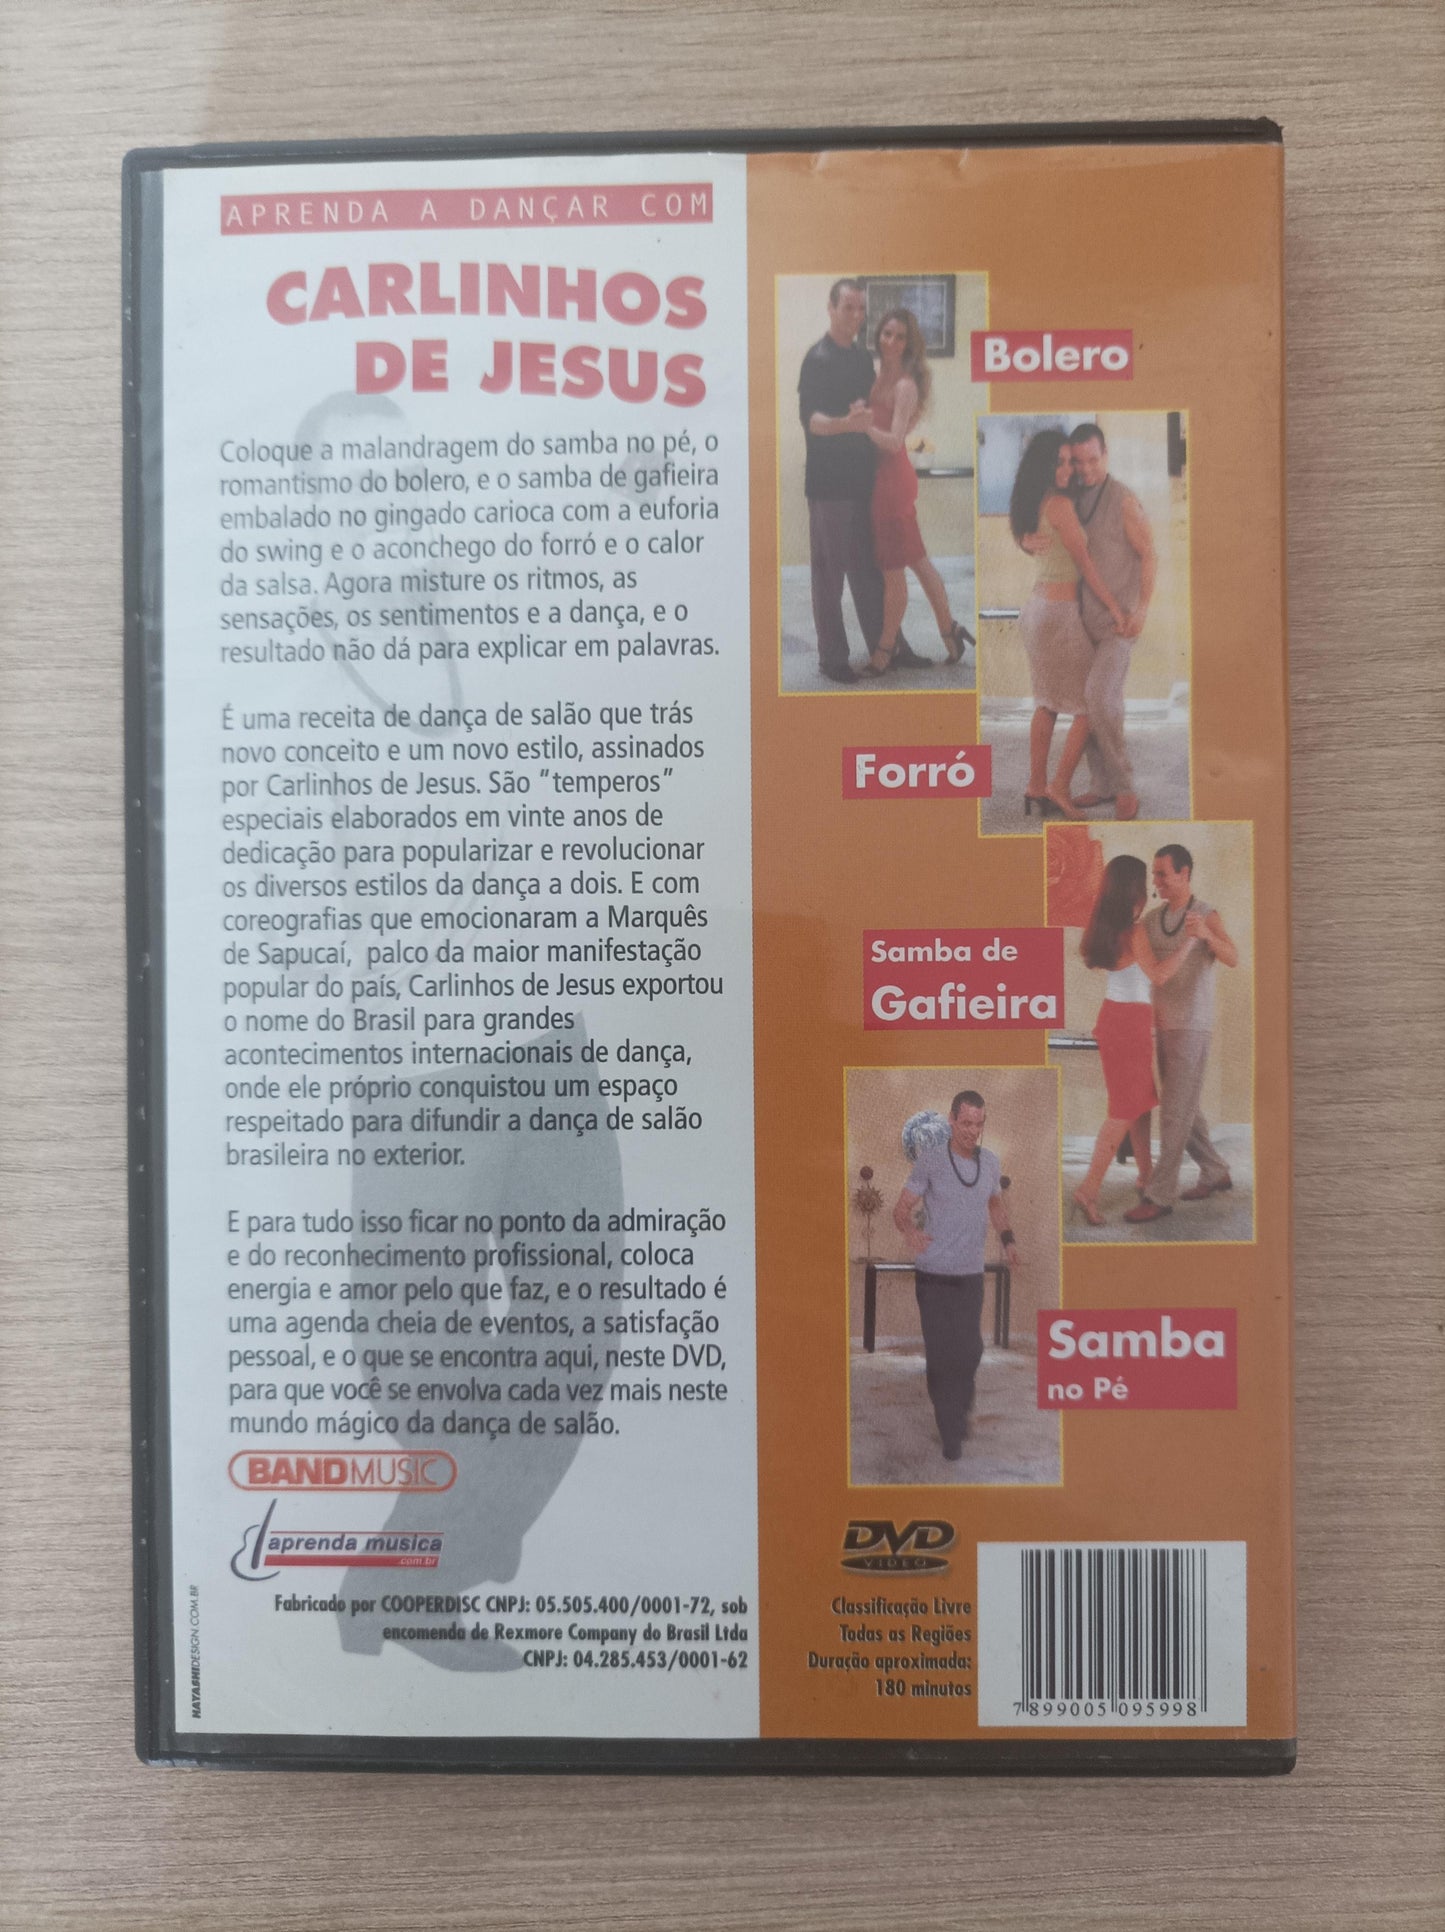 APRENDA A DANÇAR COM
CARLINHOS
DE JESUS
Coloque a malandragem do samba no pé, o
romantismo do bolero, e o samba de gafieira
embalado no gingado carioca com a euforia
do swing e o aconchego do forró e o calor
da salsa. Agora misture os ritmos, as
sensações, os sentimentos e a dança, e o
resultado não dá para explicar em palavras.
É uma receita de dança de salão que trás
novo conceito e um novo estilo, assinados
por Carlinhos de Jesus. São "temperos"
especiais elaborados em vinte anos de
dedicação para popularizar e revolucionar
os diversos estilos da dança a dois. E com
coreografias que emocionaram a Marquês
de Sapucaí, palco da maior manifestação
popular do país, Carlinhos de Jesus exportou
o nome do Brasil para grandes
acontecimentos internacionais de dança,
onde ele próprio conquistou um espaço
respeitado para difundir a dança de salão
brasileira no exterior.
E para tudo isso ficar no ponto da admiração
e do reconhecimento profissional, coloca
energia e amor pelo que faz, e o resultado é
uma agenda cheia de eventos, a satisfação
pessoal, e o que se encontra aqui, neste DVD,
para que você se envolva cada vez mais neste
mundo mágico da dança de salão.
BANDMUSIC
aprenda musica
.com.br
Fabricado por COOPERDISC CNPJ: 05.505.400/0001-72, sob
encomenda de Rexmore Company do Brasil Ltda
CNPJ: 04.285.453/0001-62
HAYASHIDESIGN.COM.BR
Bolero
Forró
Samba de
Gafieira
Samba
no Pé
DVD
VIDEO
Classificação Livre
Todas as Regiões
Duração aproximada:
180 minutos
7 899005 095998